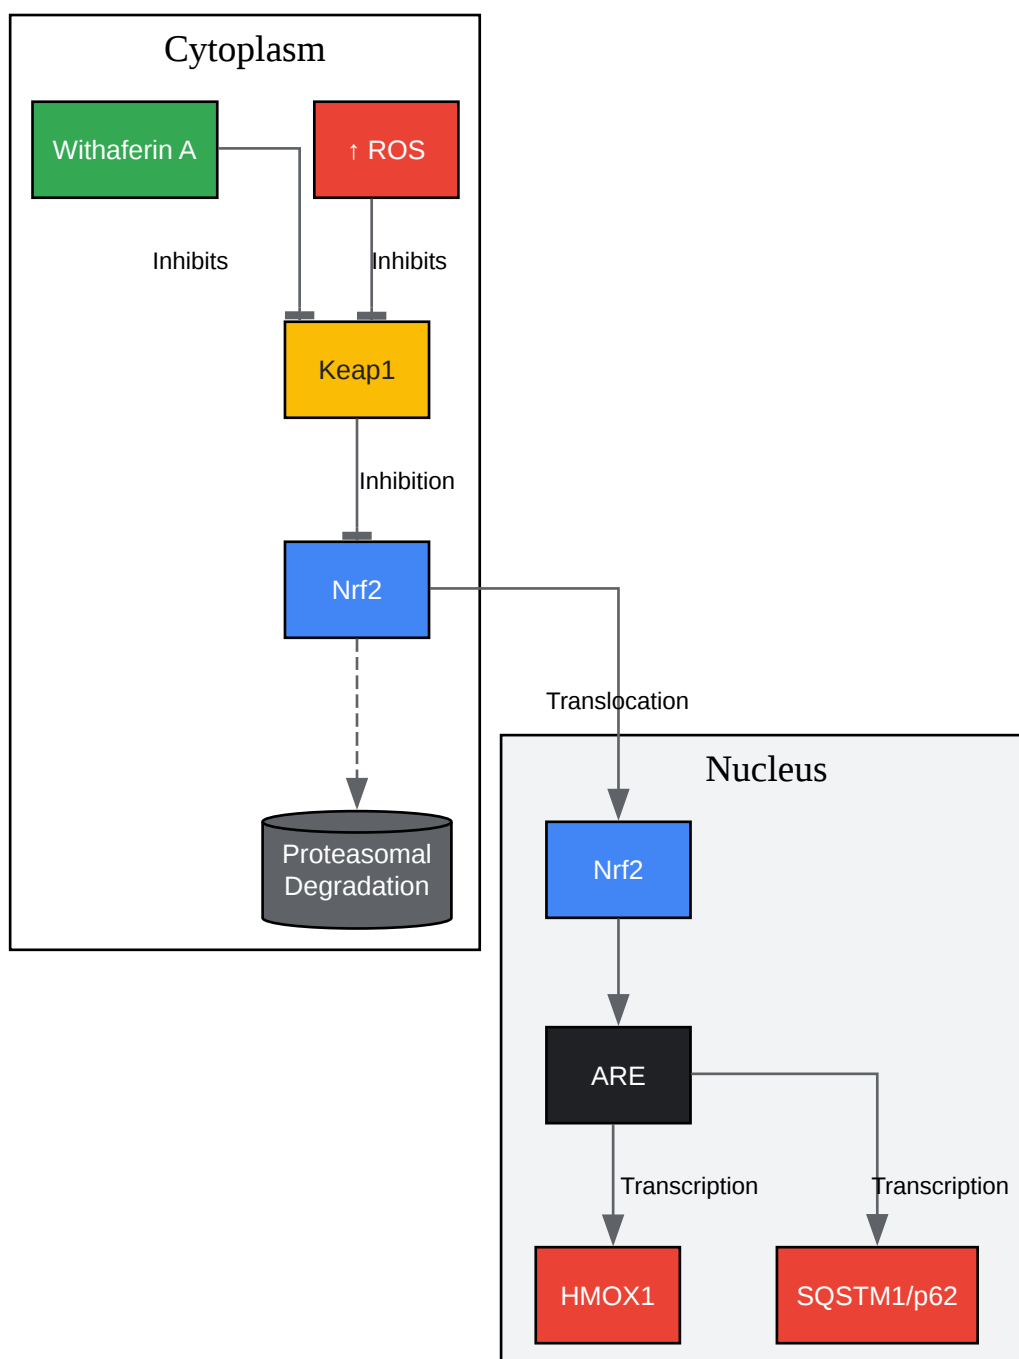 Cytoplasm
Withaferin A
↑ ROS
Inhibits
Inhibits
Keap1
Inhibition
Nrf2
Translocation
Nucleus
Proteasomal
Degradation
Nrf2
ARE
Transcription
Transcription
HMOX1
SQSTM1/p62